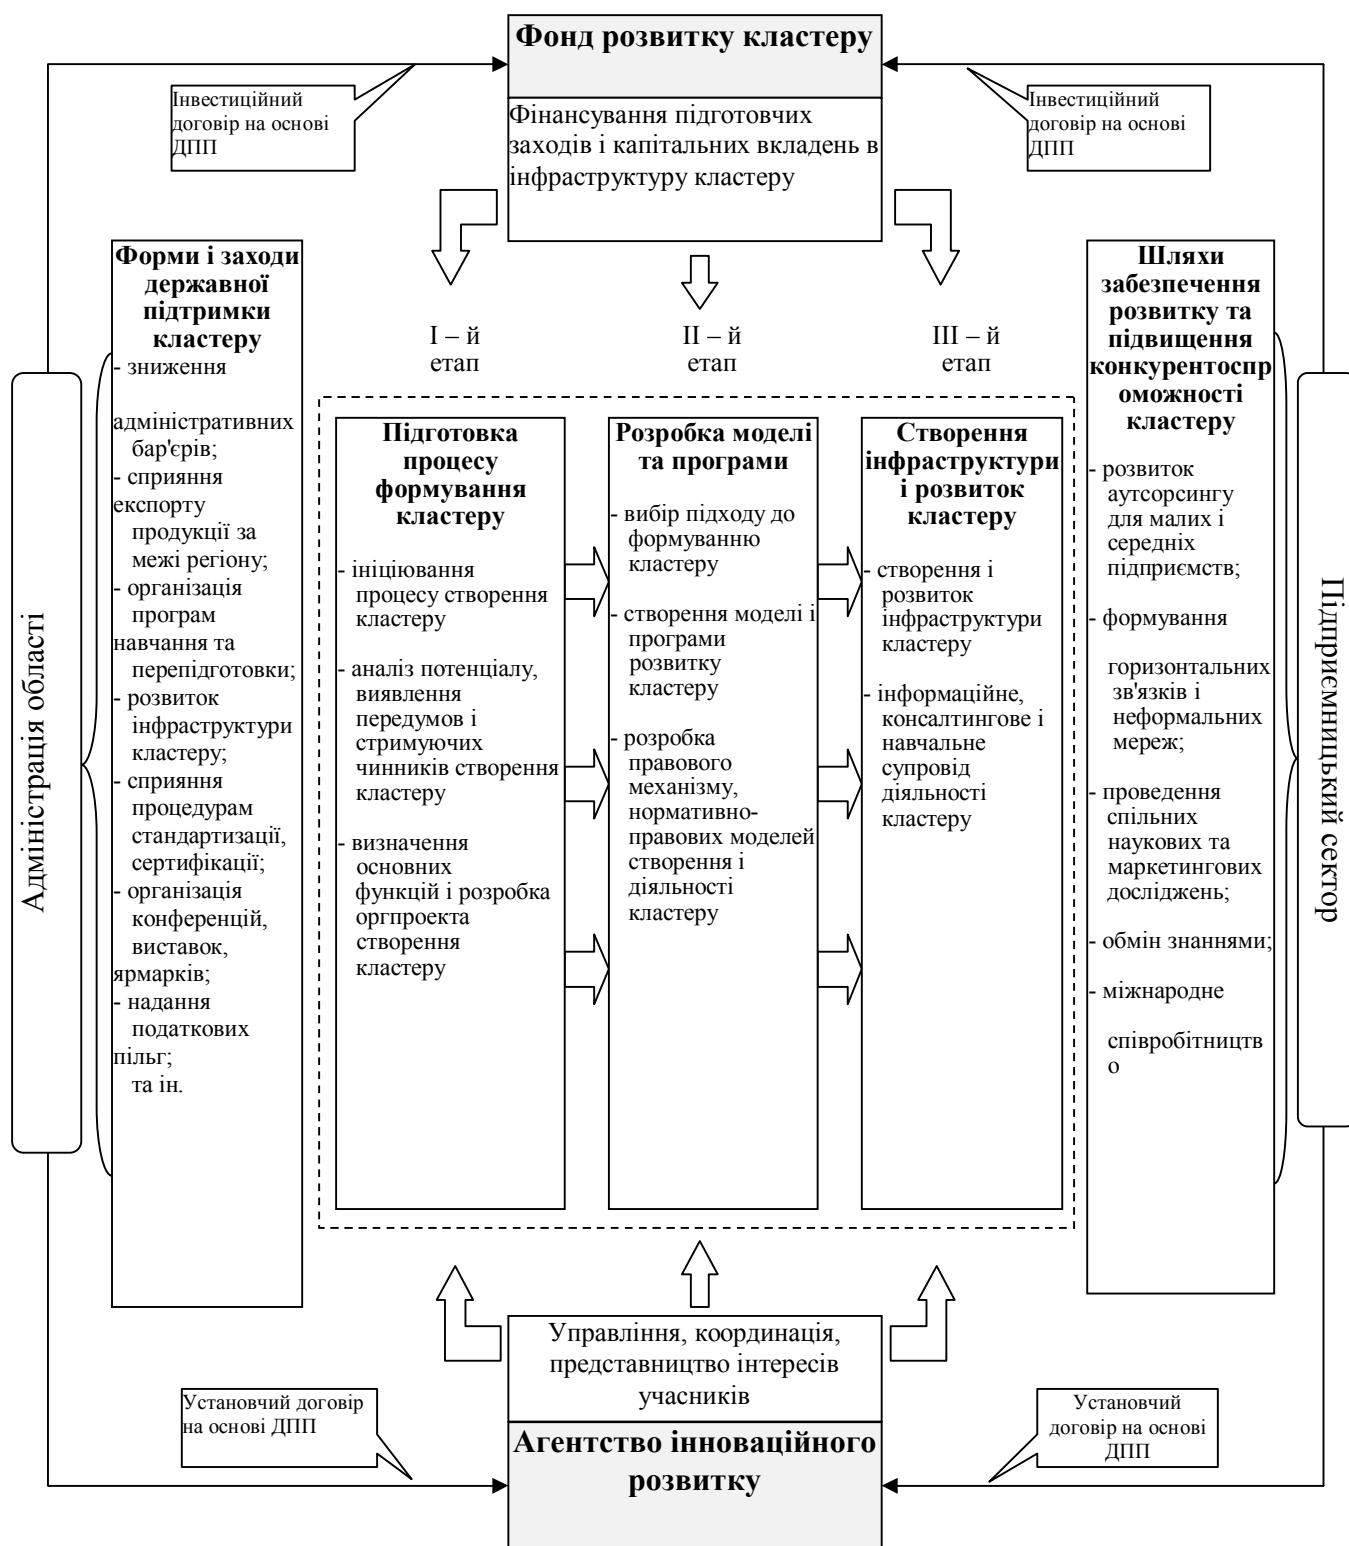 Фонд розвитку кластеру
Фінансування підготовчих
заходів і капітальних вкладень в
інфраструктуру кластеру
Інвестиційний
договір на основі
ДПП
Інвестиційний
договір на основі
ДПП
Адміністрація області
Форми і заходи
державної
підтримки
кластеру
- зниження
адміністративних
бар'єрів;
- сприяння
експорту
продукції за
межі регіону;
- організація
програм
навчання та
перепідготовки;
- розвиток
інфраструктури
кластеру;
- сприяння
процедурам
стандартизації,
сертифікації;
- організація
конференцій,
виставок,
ярмарків;
- надання
податкових
пільг;
та ін.
І – й
етап
ІІ – й
етап
ІІІ – й
етап
Підготовка
процесу
формування
кластеру
- ініціювання
процесу створення
кластеру
- аналіз потенціалу,
виявлення
передумов і
стримуючих
чинників створення
кластеру
- визначення
основних
функцій і розробка
оргпроекта
створення
кластеру
Розробка моделі
та програми
- вибір підходу до
формуванню
кластеру
- створення моделі і
програми
розвитку
кластеру
- розробка
правового
механізму,
нормативно-
правових моделей
створення і
діяльності
кластеру
Створення
інфраструктури
і розвиток
кластеру
- створення і
розвиток
інфраструктури
кластеру
- інформаційне,
консалтингове і
навчальне
супровід
діяльності
кластеру
Шляхи
забезпечення
розвитку та
підвищення
конкурентоспр
оможності
кластеру
- розвиток
аутсорсингу
для малих і
середніх
підприємств;
- формування
горизонтальних
зв'язків і
неформальних
мереж;
- проведення
спільних
наукових та
маркетингових
досліджень;
- обмін знаннями;
- міжнародне
співробітництв
о
Підприємницький сектор
Управління, координація,
представництво інтересів
учасників
Агентство інноваційного
розвитку
Установчий договір
на основі ДПП
Установчий
договір на основі
ДПП